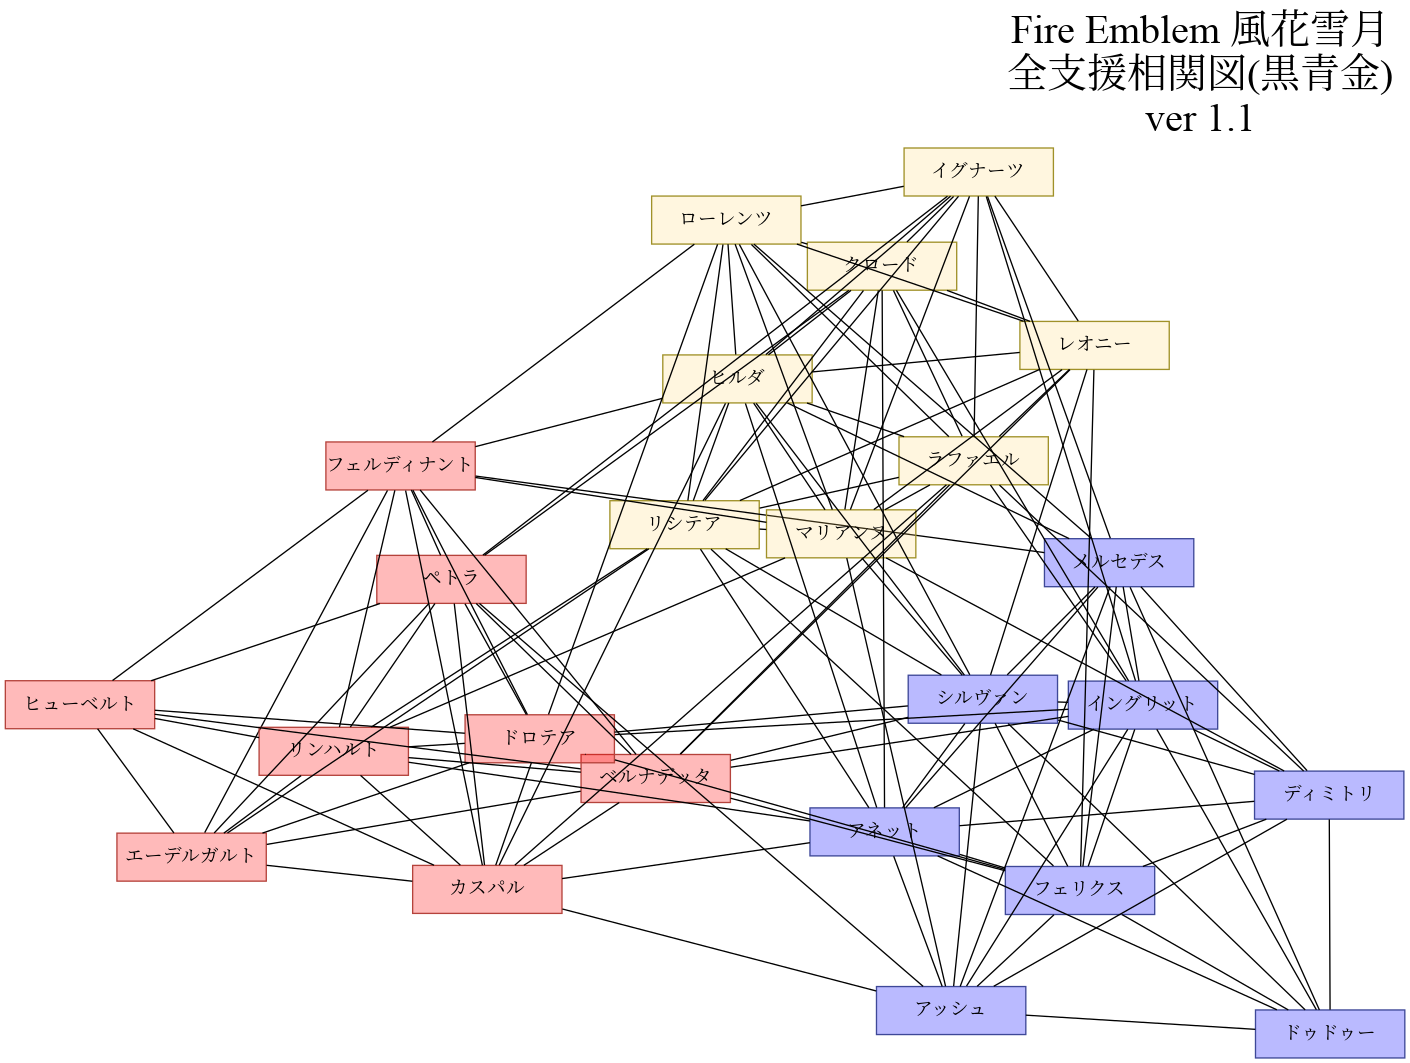 Fire Emblem 風花雪月
全支援相関図(黒青金)
ver 1.1
イグナーツ
ローレンツ
クロード
レオニー
ヒルダ
ラファエル
フェルディナント
リシテア
マリアンヌ
メルセデス
ペトラ
ヒューベルト
シルヴァン
イングリット
リンハルト
ドロテア
ベルナデッタ
ディミトリ
アネット
エーデルガルト
カスパル
フェリクス
アッシュ
ドゥドゥー